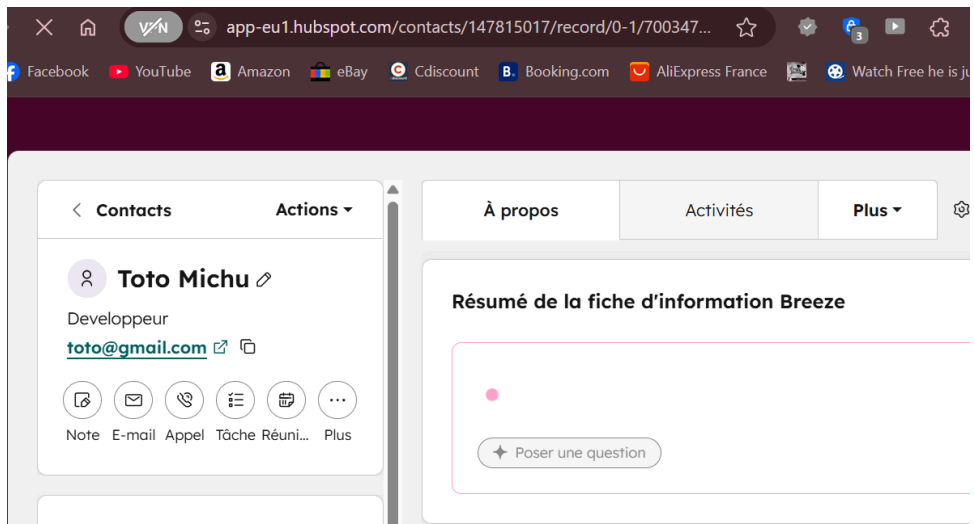 VPN app-eu1.hubspot.com/contacts/147815017/record/0-1/700347... 3
Facebook YouTube Amazon eBay Cdiscount Booking.com AliExpress France Watch Free he is ju
Contacts Actions
À propos Activités Plus
Toto Michu
Developpeur
toto@gmail.com
Note E-mail Appel Tâche Réuni... Plus
Résumé de la fiche d'information Breeze
Poser une question